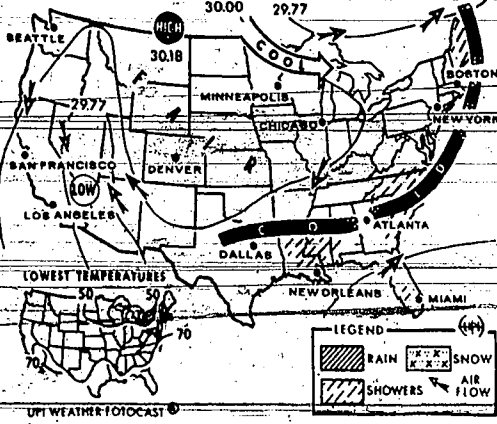 30.00
29.77
SEATTLE
HIGH
30.18
COOL
FAIR
MINNEAPOLIS
BOSTON
29.77
CHICAGO
NEW YORK
SAN FRANCISCO
DENVER
LOW
LOS ANGELES
COLD
ATLANTA
DALLAS
LOWEST TEMPERATURES
50 50
NEW ORLEANS
MIAMI
70
70
LEGEND
RAIN
SNOW
SHOWERS
AIR
FLOW
UPI WEATHER FOTOCAST ©